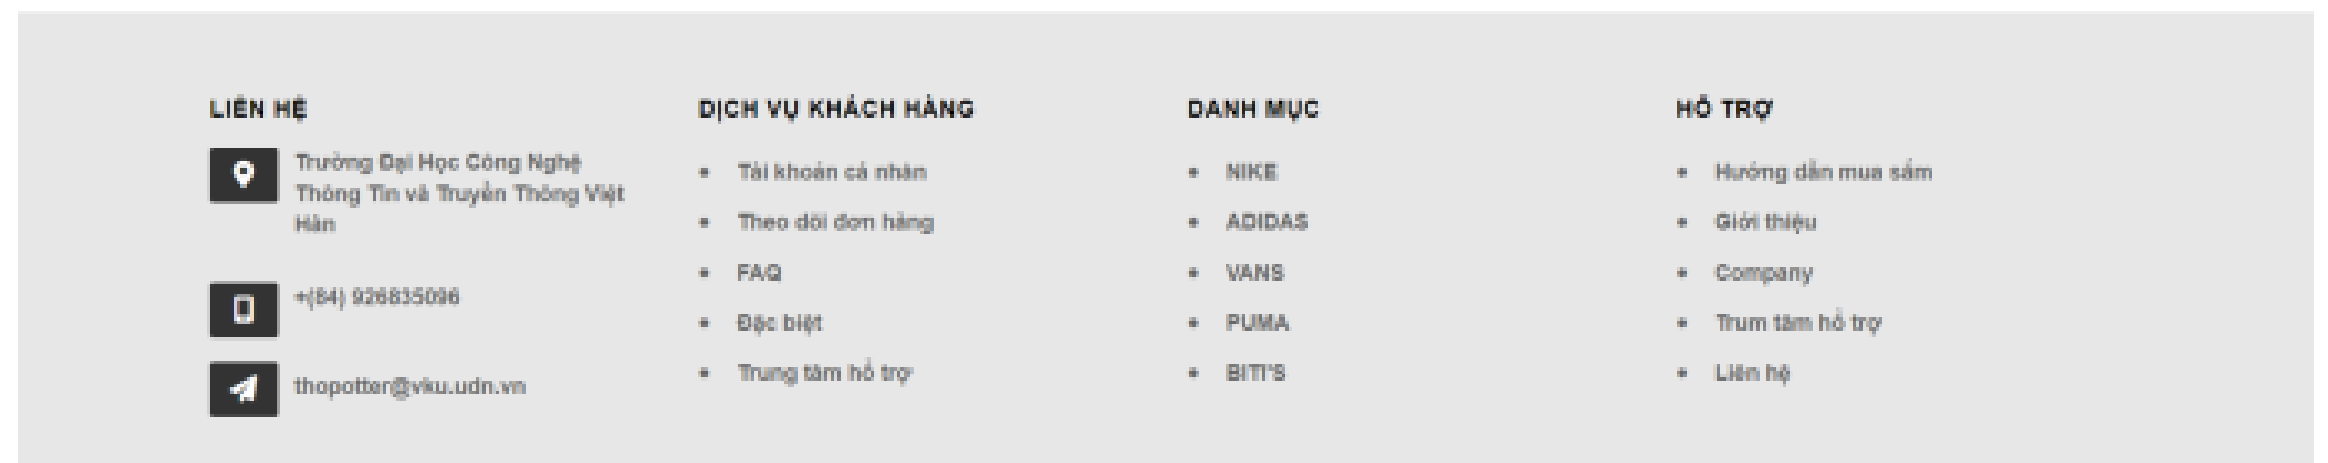 LIÊN HỆ
Trường Đại Học Công Nghệ
Thông Tin và Truyền Thông Việt
Hàn
+(84) 926835096
thopotter@vku.udn.vn
DỊCH VỤ KHÁCH HÀNG
Tài khoản cá nhân
Theo dõi đơn hàng
FAQ
Đặc biệt
Trung tâm hổ trợ
DANH MỤC
NIKE
ADIDAS
VANS
PUMA
BITI'S
HỖ TRỢ
Hướng dẫn mua sắm
Giới thiệu
Company
Trum tâm hổ trợ
Liên hệ